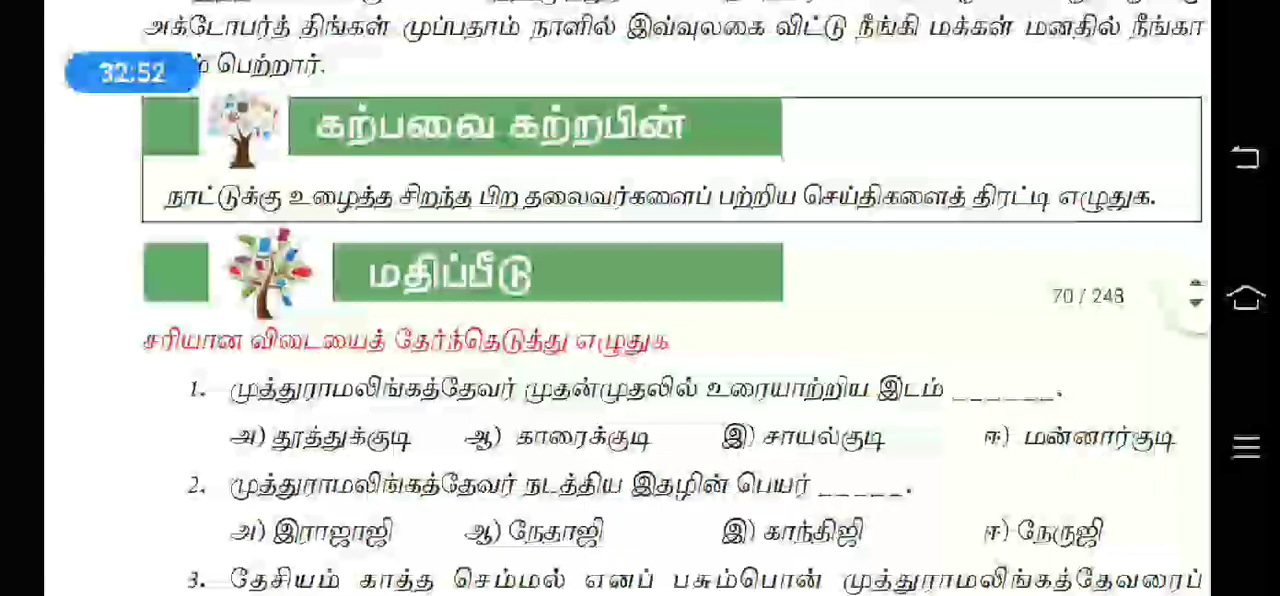 அக்டோபர்த் திங்கள் முப்பதாம் நாளில் இவ்வுலகை விட்டு நீங்கி மக்கள் மனதில் நீங்கா
32:52
பெற்றார்.
கற்பவை கற்றபின்
நாட்டுக்கு உழைத்த சிறந்த பிற தலைவர்களைப் பற்றிய செய்திகளைத் திரட்டி எழுதுக.
மதிப்பீடு
70 / 248
சரியான விடையைத் தேர்ந்தெடுத்து எழுதுக
1. முத்துராமலிங்கத்தேவர் முதன்முதலில் உரையாற்றிய இடம் ______.
அ) தூத்துக்குடி ஆ) காரைக்குடி இ) சாயல்குடி ஈ) மன்னார்குடி
2. முத்துராமலிங்கத்தேவர் நடத்திய இதழின் பெயர் _____.
அ) இராஜாஜி ஆ) நேதாஜி இ) காந்திஜி ஈ) நேருஜி
3. தேசியம் காத்த செம்மல் எனப் பசும்பொன் முத்துராமலிங்கத்தேவரைப்